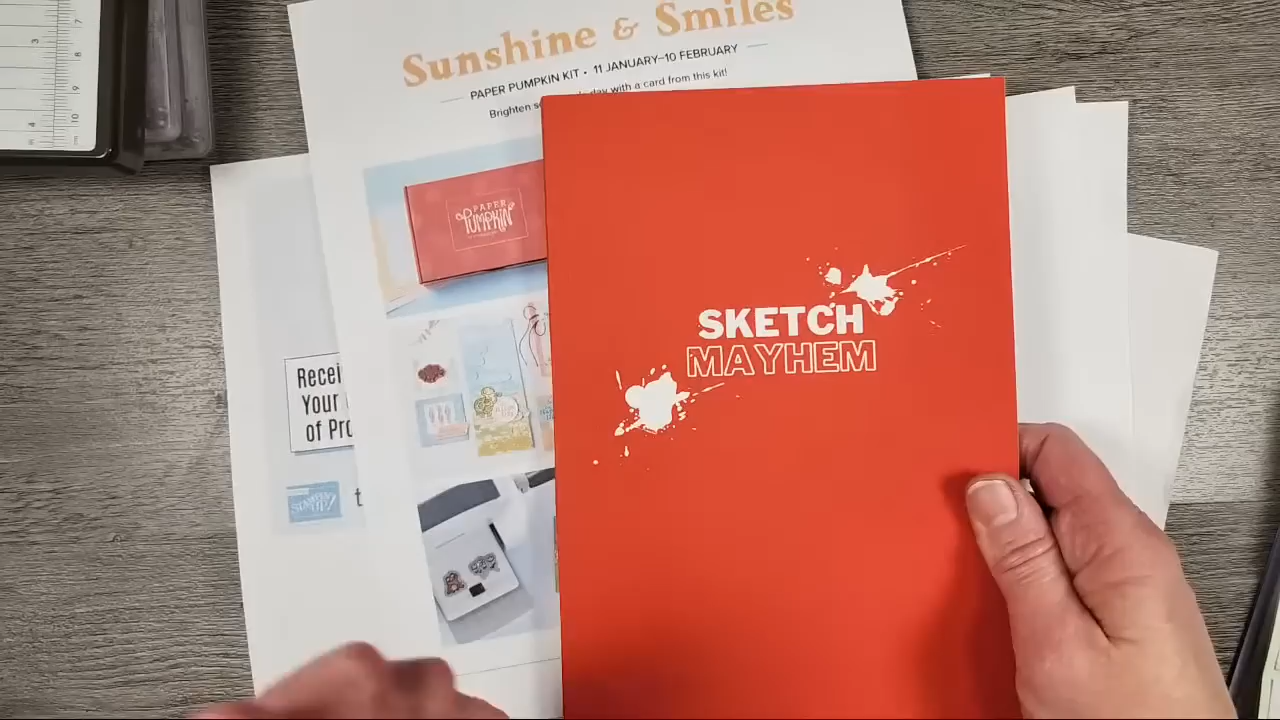 Sunshine & Smiles
PAPER PUMPKIN KIT • 11 JANUARY–10 FEBRUARY
Brighten day with a card from this kit!
PAPER
PUMPKIN
SKETCH
MAYHEM
Recei
Your
of Pro
STAMPIN' UP!
t